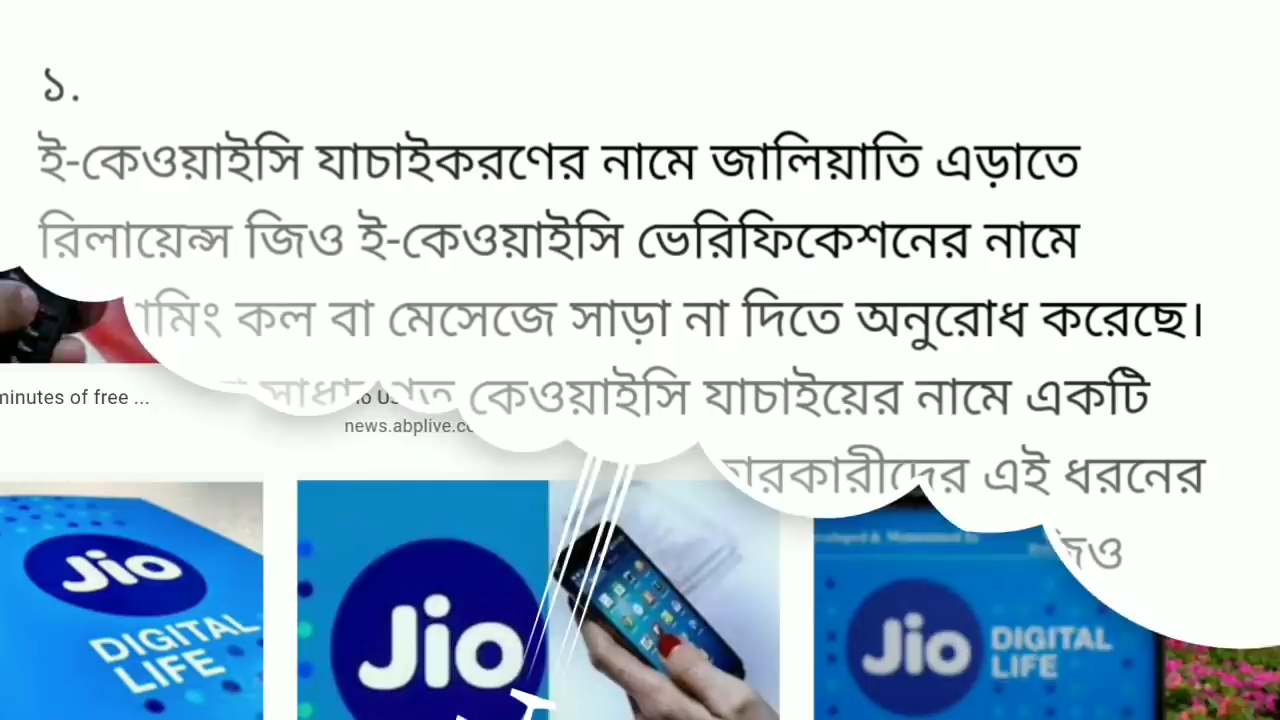 ১.
ই-কেওয়াইসি যাচাইকরণের নামে জালিয়াতি এড়াতে
রিলায়েন্স জিও ই-কেওয়াইসি ভেরিফিকেশনের নামে
কল বা মেসেজে সাড়া না দিতে অনুরোধ করেছে।
কেওয়াইসি যাচাইয়ের নামে একটি
এই ধরনের
জিও
minutes of free ...
news.abplive.co
Jio
DIGITAL
LIFE
Jio
Jio
DIGITAL
LIFE